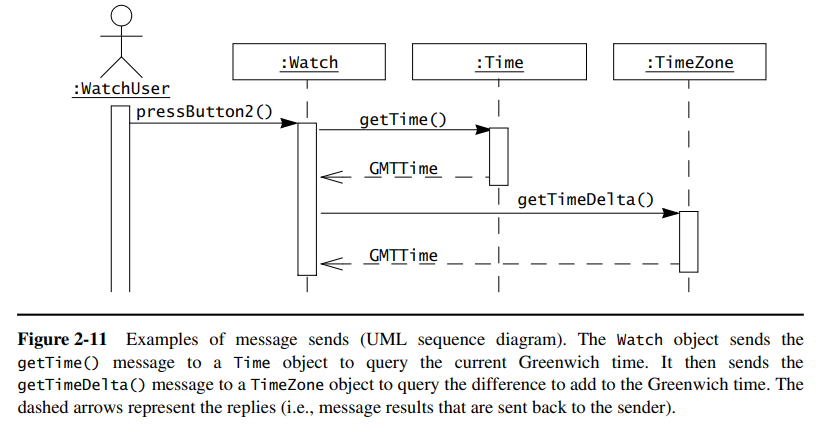 :Watch :Time :TimeZone
:WatchUser
pressButton2()
getTime()
GMTTime
getTimeDelta()
GMTTime
Figure 2-11 Examples of message sends (UML sequence diagram). The Watch object sends the
getTime() message to a Time object to query the current Greenwich time. It then sends the
getTimeDelta() message to a TimeZone object to query the difference to add to the Greenwich time. The
dashed arrows represent the replies (i.e., message results that are sent back to the sender).